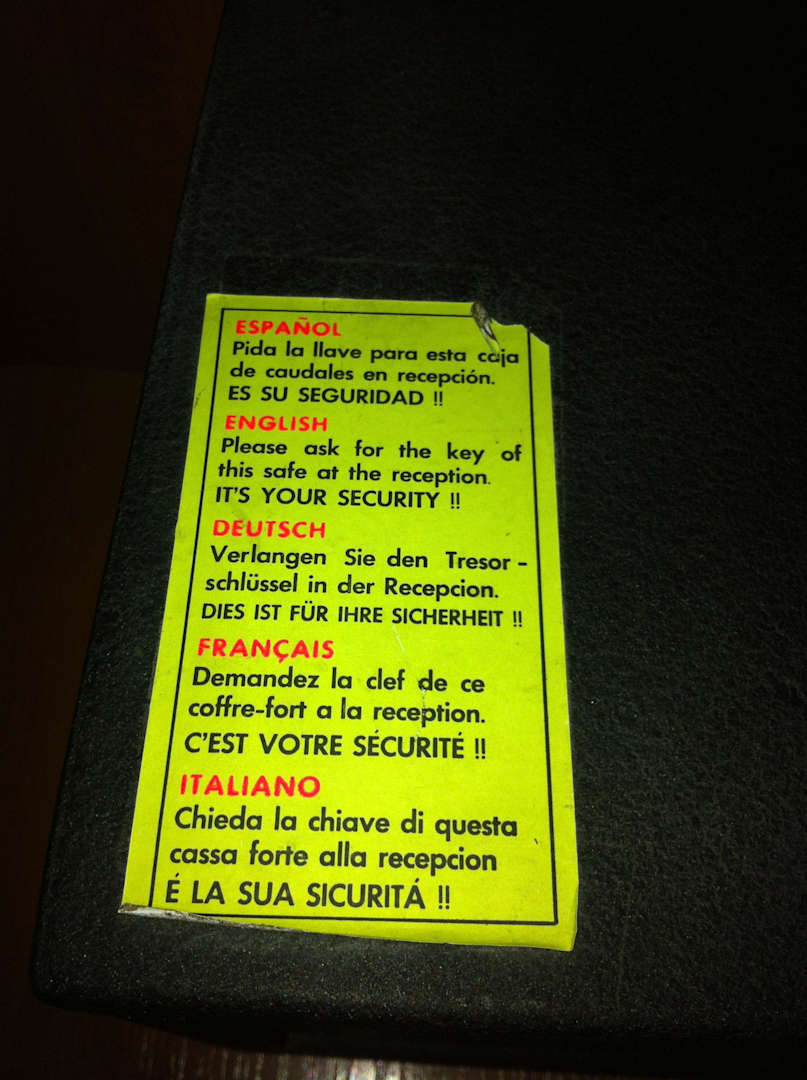 ESPAÑOL
Pida la llave para esta caja
de caudales en recepción.
ES SU SEGURIDAD !!
ENGLISH
Please ask for the key of
this safe at the reception.
IT'S YOUR SECURITY !!
DEUTSCH
Verlangen Sie den Tresor -
schlüssel in der Recepcion.
DIES IST FÜR IHRE SICHERHEIT !!
FRANÇAIS
Demandez la clef de ce
coffre-fort a la reception.
C'EST VOTRE SÉCURITÉ !!
ITALIANO
Chieda la chiave di questa
cassa forte alla recepcion
É LA SUA SICURITÁ !!